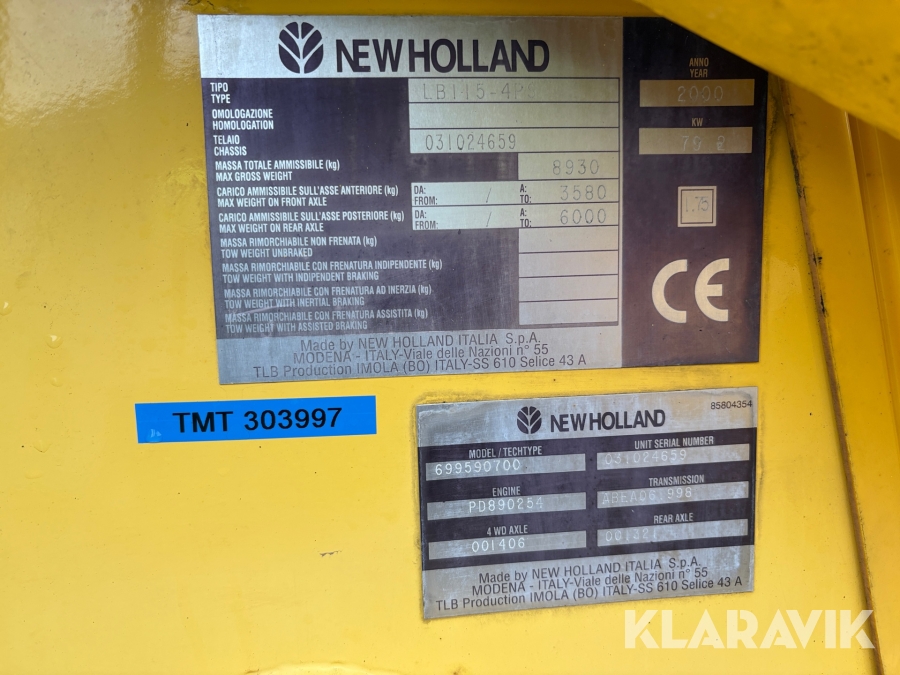 NEW HOLLAND
TIPO
TYPE
LB115-4PS
OMOLOGAZIONE
HOMOLOGATION
TELAIO
CHASSIS
031024659
MASSA TOTALE AMMISSIBILE (kg)
MAX GROSS WEIGHT
8930
CARICO AMMISSIBILE SULL'ASSE ANTERIORE (kg)
MAX WEIGHT ON FRONT AXLE
DA: / A: 3580
FROM: TO:
CARICO AMMISSIBILE SULL'ASSE POSTERIORE (kg)
MAX WEIGHT ON REAR AXLE
DA: / A: 6000
FROM: TO:
MASSA RIMORCHIABILE NON FRENATA (kg)
TOW WEIGHT UNBRAKED
MASSA RIMORCHIABILE CON FRENATURA INDIPENDENTE (kg)
TOW WEIGHT WITH INDIPENDENT BRAKING
MASSA RIMORCHIABILE CON FRENATURA AD INERZIA (kg)
TOW WEIGHT WITH INERTIAL BRAKING
MASSA RIMORCHIABILE CON FRENATURA ASSISTITA (kg)
TOW WEIGHT WITH ASSISTED BRAKING
Made by NEW HOLLAND ITALIA S.p.A.
MODENA - ITALY-Viale delle Nazioni n° 55
TLB Production IMOLA (BO) ITALY-SS 610 Selice 43 A
ANNO
YEAR
2000
KW
1.75
CE
TMT 303997
NEW HOLLAND
85804354
MODEL / TECHTYPE UNIT SERIAL NUMBER
699590700 031024659
ENGINE TRANSMISSION
PD890254 ABEA061998
4 WD AXLE REAR AXLE
001406
Made by NEW HOLLAND ITALIA S.p.A.
MODENA - ITALY-Viale delle Nazioni n° 55
TLB Production IMOLA (BO) ITALY-SS 610 Selice 43 A
KLARAVIK